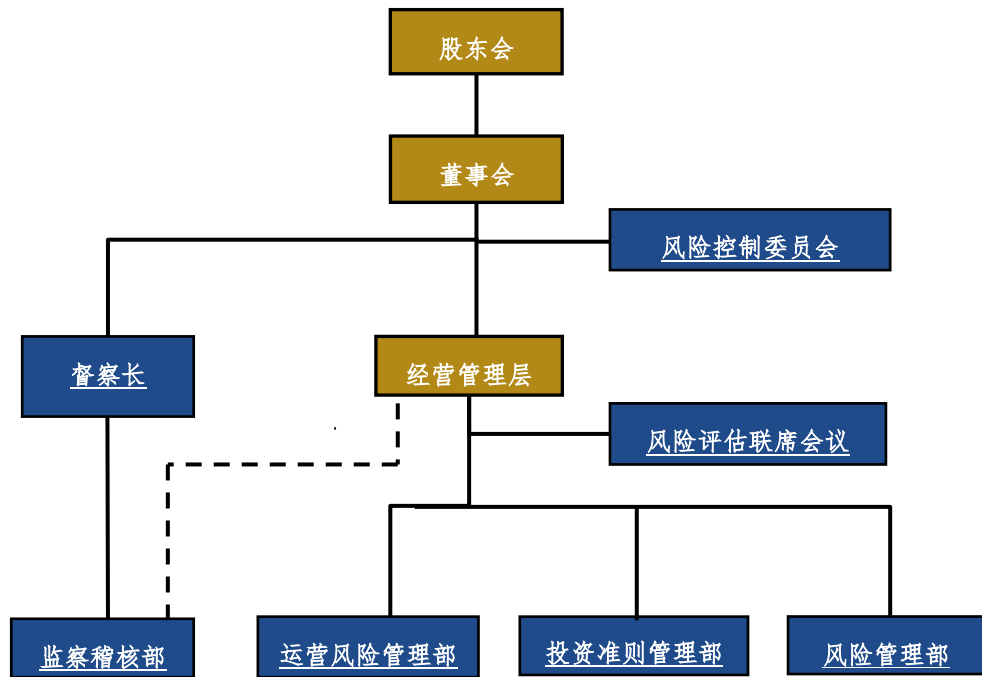 股东会
董事会
风险控制委员会
督察长
经营管理层
风险评估联席会议
监察稽核部
运营风险管理部
投资准则管理部
风险管理部